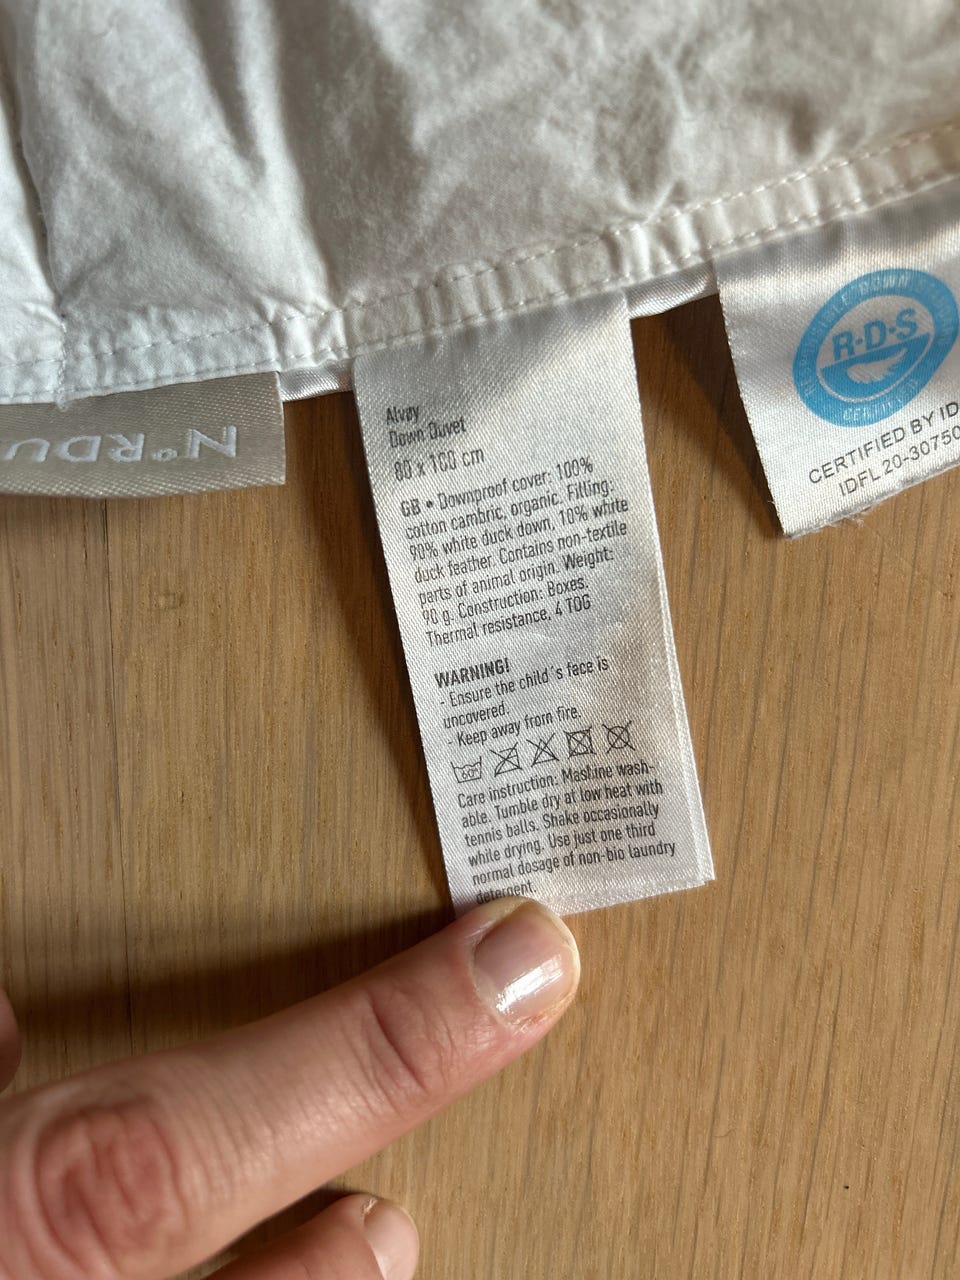 Alvøy
Down Duvet
80 x 100 cm
GB • Downproof cover: 100%
cotton cambric, organic. Filling:
90% white duck down, 10% white
duck feather. Contains non-textile
parts of animal origin. Weight:
90 g. Construction: Boxes.
Thermal resistance, 4 TOG
WARNING!
- Ensure the child´s face is
uncovered.
- Keep away from fire.
60°
Care instruction: Mashine wash-
able. Tumble dry at low heat with
tennis balls. Shake occasionally
while drying. Use just one third
normal dosage of non-bio laundry
detergent.
N°RDU
R·D·S
CERTIFIED BY ID
IDFL 20-30750